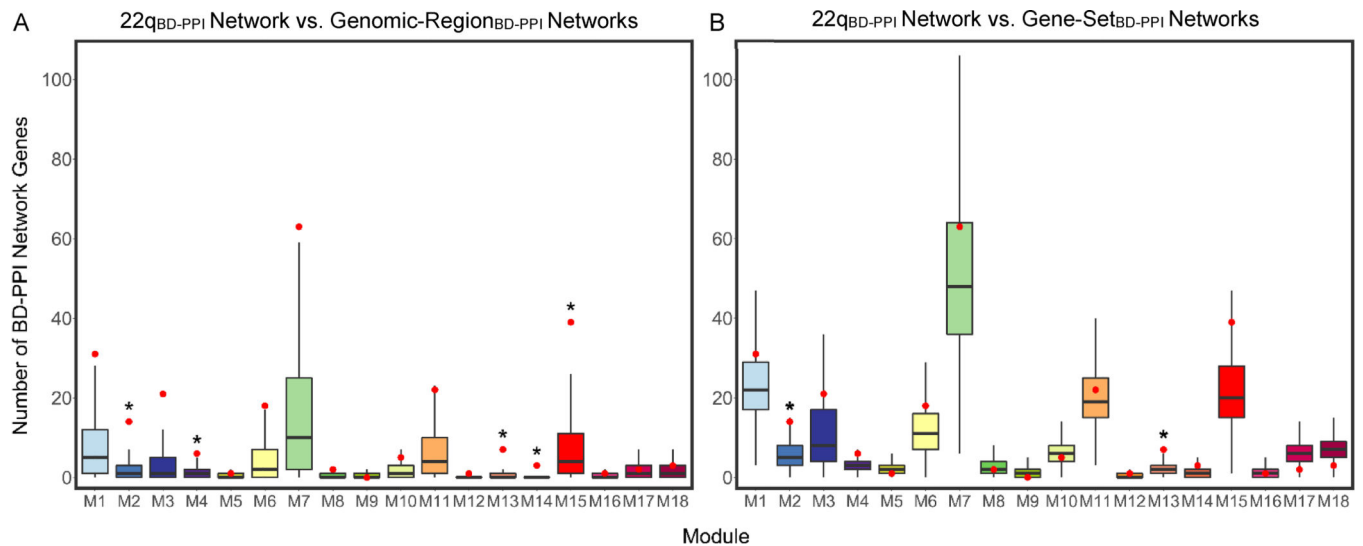 A
22qBD-PPI Network vs. Genomic-RegionBD-PPI Networks
B
22qBD-PPI Network vs. Gene-SetBD-PPI Networks
Number of BD-PPI Network Genes
100
80
60
40
20
0
* * * * *
M1 M2 M3 M4 M5 M6 M7 M8 M9 M10 M11 M12 M13 M14 M15 M16 M17 M18
100
80
60
40
20
0
* *
M1 M2 M3 M4 M5 M6 M7 M8 M9 M10 M11 M12 M13 M14 M15 M16 M17 M18
Module